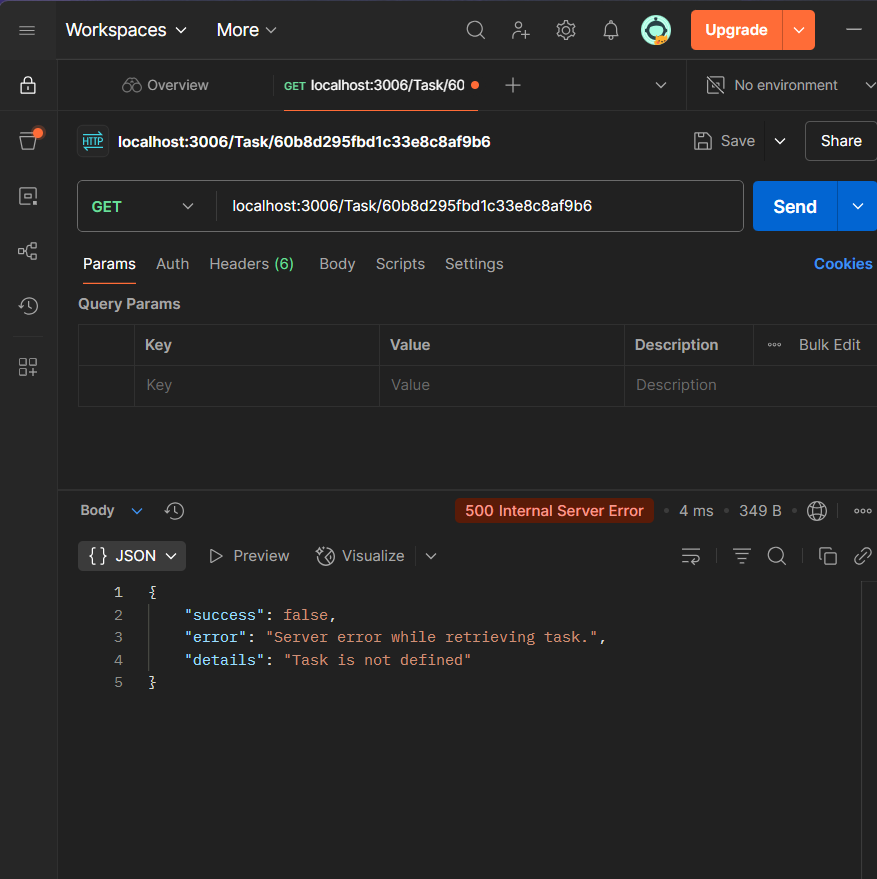 Workspaces More Upgrade
Overview GET localhost:3006/Task/60 No environment
HTTP localhost:3006/Task/60b8d295fbd1c33e8c8af9b6 Save Share
GET localhost:3006/Task/60b8d295fbd1c33e8c8af9b6 Send
Params Auth Headers (6) Body Scripts Settings Cookies
Query Params
Key Value Description Bulk Edit
Key Value Description
Body 500 Internal Server Error 4 ms 349 B
{} JSON Preview Visualize
1 {
2 "success": false,
3 "error": "Server error while retrieving task.",
4 "details": "Task is not defined"
5 }